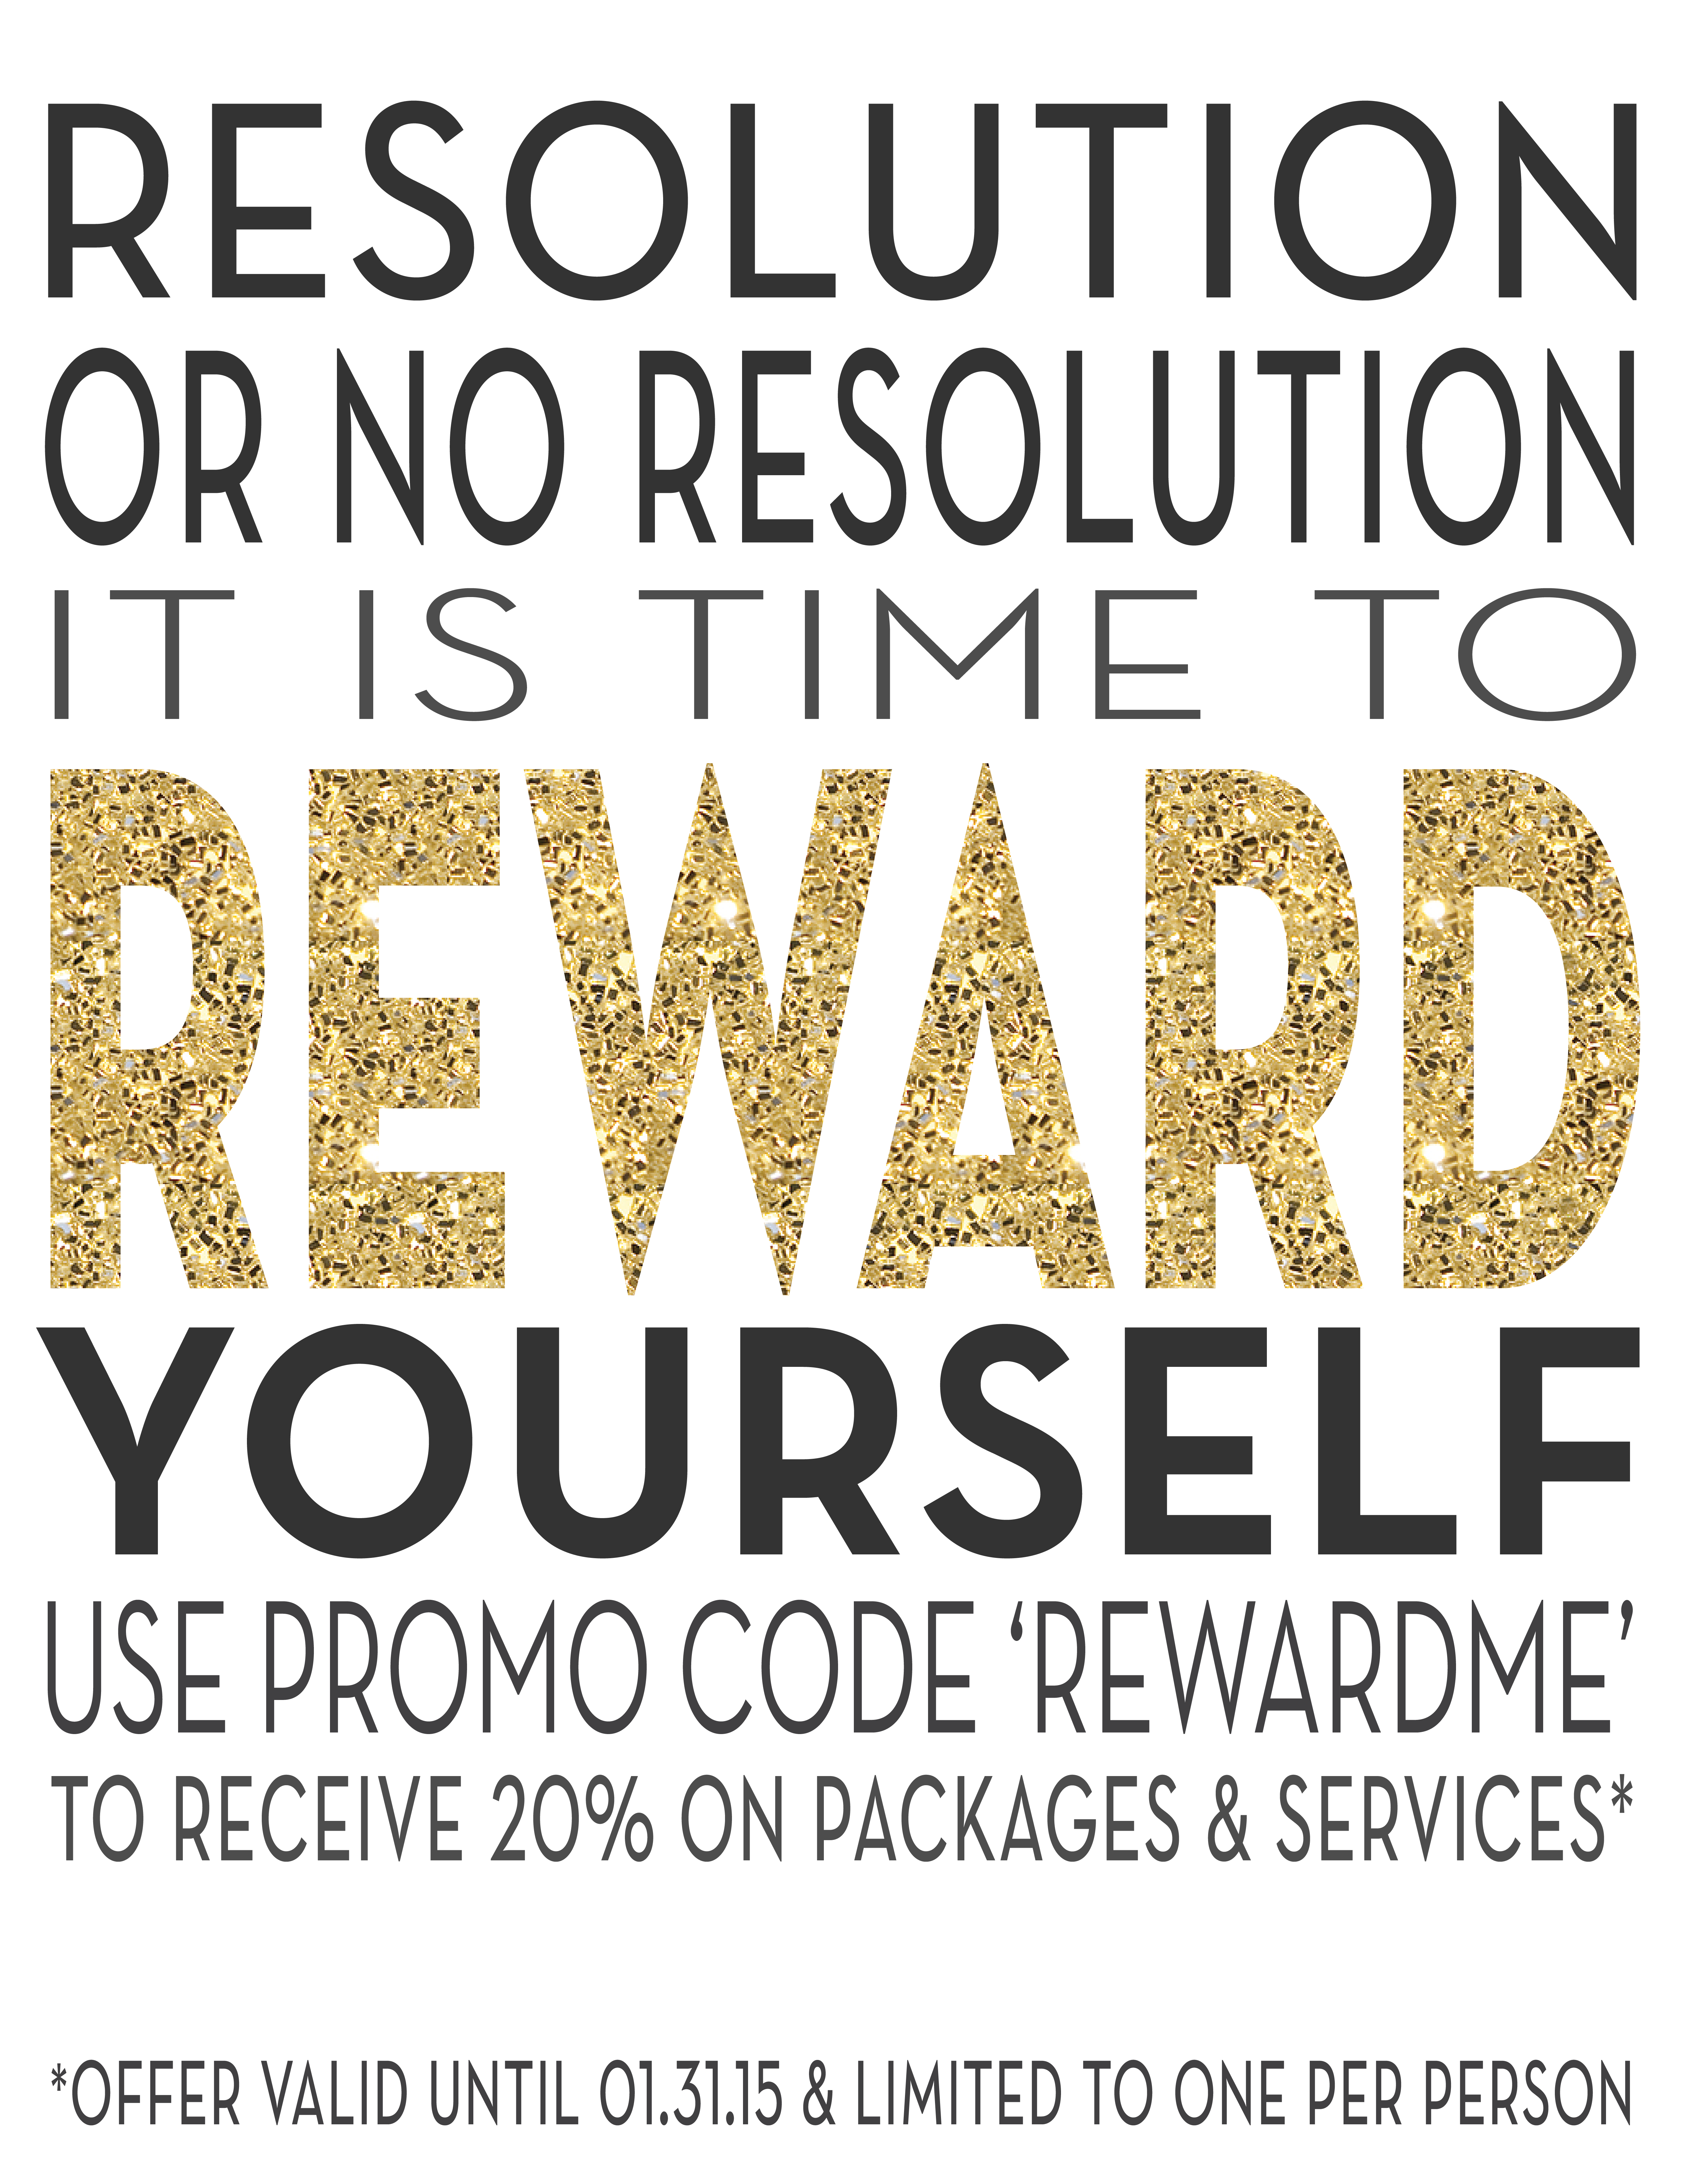 RESOLUTION
OR NO RESOLUTION
IT IS TIME TO
REWARD
YOURSELF
USE PROMO CODE ‘REWARDME’
TO RECEIVE 20% ON PACKAGES & SERVICES*
*OFFER VALID UNTIL 01.31.15 & LIMITED TO ONE PER PERSON